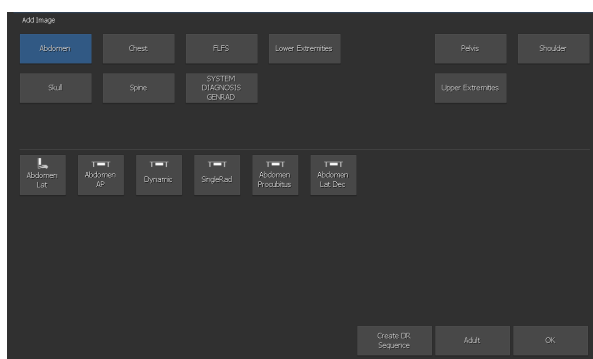 Add Image
Abdomen
Chest
FLFS
Lower Extremities
Pelvis
Shoulder
Skull
Spine
SYSTEM
DIAGNOSIS
GENRAD
Upper Extremities
Abdomen
Lat
Abdomen
AP
Dynamic
SingleRad
Abdomen
Procubitus
Abdomen
Lat Dec
Create DR
Sequence
Adult
OK